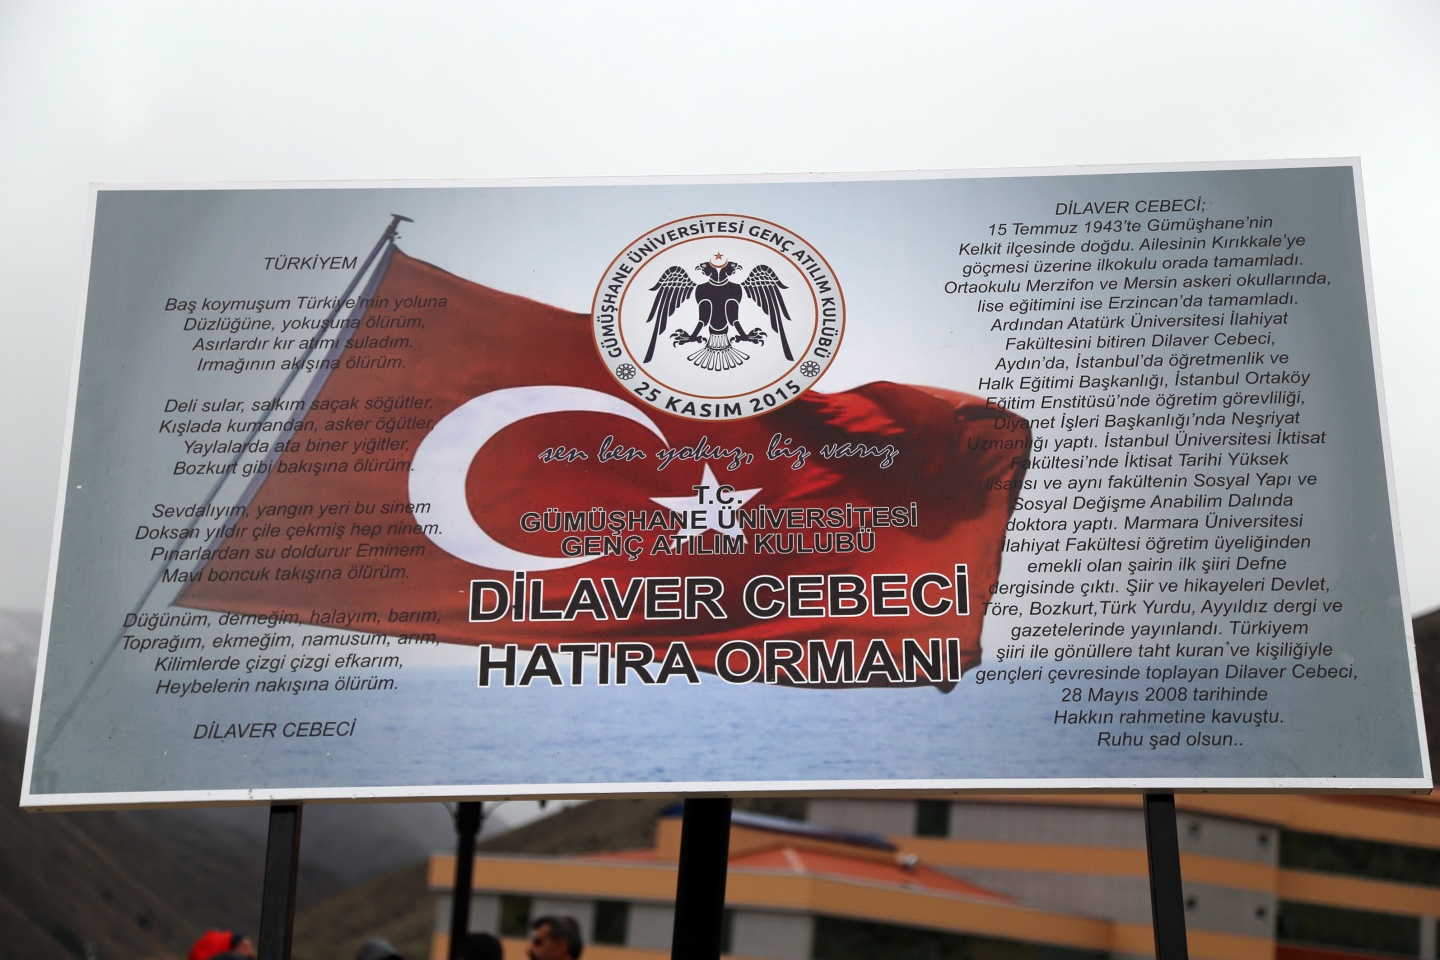 TÜRKİYEM
Baş koymuşum Türkiye'min yoluna
Düzlüğüne, yokuşuna ölürüm,
Asırlardır kır atımı suladım.
Irmağının akışına ölürüm.
Deli sular, salkım saçak söğütler,
Kışlada kumandan, asker öğütler,
Yaylalarda ata biner yiğitler,
Bozkurt gibi bakışına ölürüm.
Sevdalıyım, yangın yeri bu sinem
Doksan yıldır çile çekmiş hep ninem.
Pınarlardan su doldurur Eminem
Mavi boncuk takışına ölürüm.
Düğünüm, derneğim, halayım, barım,
Toprağım, ekmeğim, namusum, arım,
Kilimlerde çizgi çizgi efkarım,
Heybelerin nakışına ölürüm.
DİLAVER CEBECİ
GÜMÜŞHANE ÜNİVERSİTESİ GENÇ ATILIM KULÜBÜ
25 KASIM 2015
sen ben yokuz, biz varız
T.C.
GÜMÜŞHANE ÜNİVERSİTESİ
GENÇ ATILIM KULUBÜ
DİLAVER CEBECİ
HATIRA ORMANI
DİLAVER CEBECİ;
15 Temmuz 1943'te Gümüşhane'nin
Kelkit ilçesinde doğdu. Ailesinin Kırıkkale'ye
göçmesi üzerine ilkokulu orada tamamladı.
Ortaokulu Merzifon ve Mersin askeri okullarında,
lise eğitimini ise Erzincan'da tamamladı.
Ardından Atatürk Üniversitesi İlahiyat
Fakültesini bitiren Dilaver Cebeci,
Aydın'da, İstanbul'da öğretmenlik ve
Halk Eğitimi Başkanlığı, İstanbul Ortaköy
Eğitim Enstitüsü'nde öğretim görevliliği,
Diyanet İşleri Başkanlığı'nda Neşriyat
Uzmanlığı yaptı. İstanbul Üniversitesi İktisat
Fakültesi'nde İktisat Tarihi Yüksek
lisansı ve aynı fakültenin Sosyal Yapı ve
Sosyal Değişme Anabilim Dalında
doktora yaptı. Marmara Üniversitesi
İlahiyat Fakültesi öğretim üyeliğinden
emekli olan şairin ilk şiiri Defne
dergisinde çıktı. Şiir ve hikayeleri Devlet,
Töre, Bozkurt,Türk Yurdu, Ayyıldız dergi ve
gazetelerinde yayınlandı. Türkiyem
şiiri ile gönüllere taht kuran ve kişiliğiyle
gençleri çevresinde toplayan Dilaver Cebeci,
28 Mayıs 2008 tarihinde
Hakkın rahmetine kavuştu.
Ruhu şad olsun..